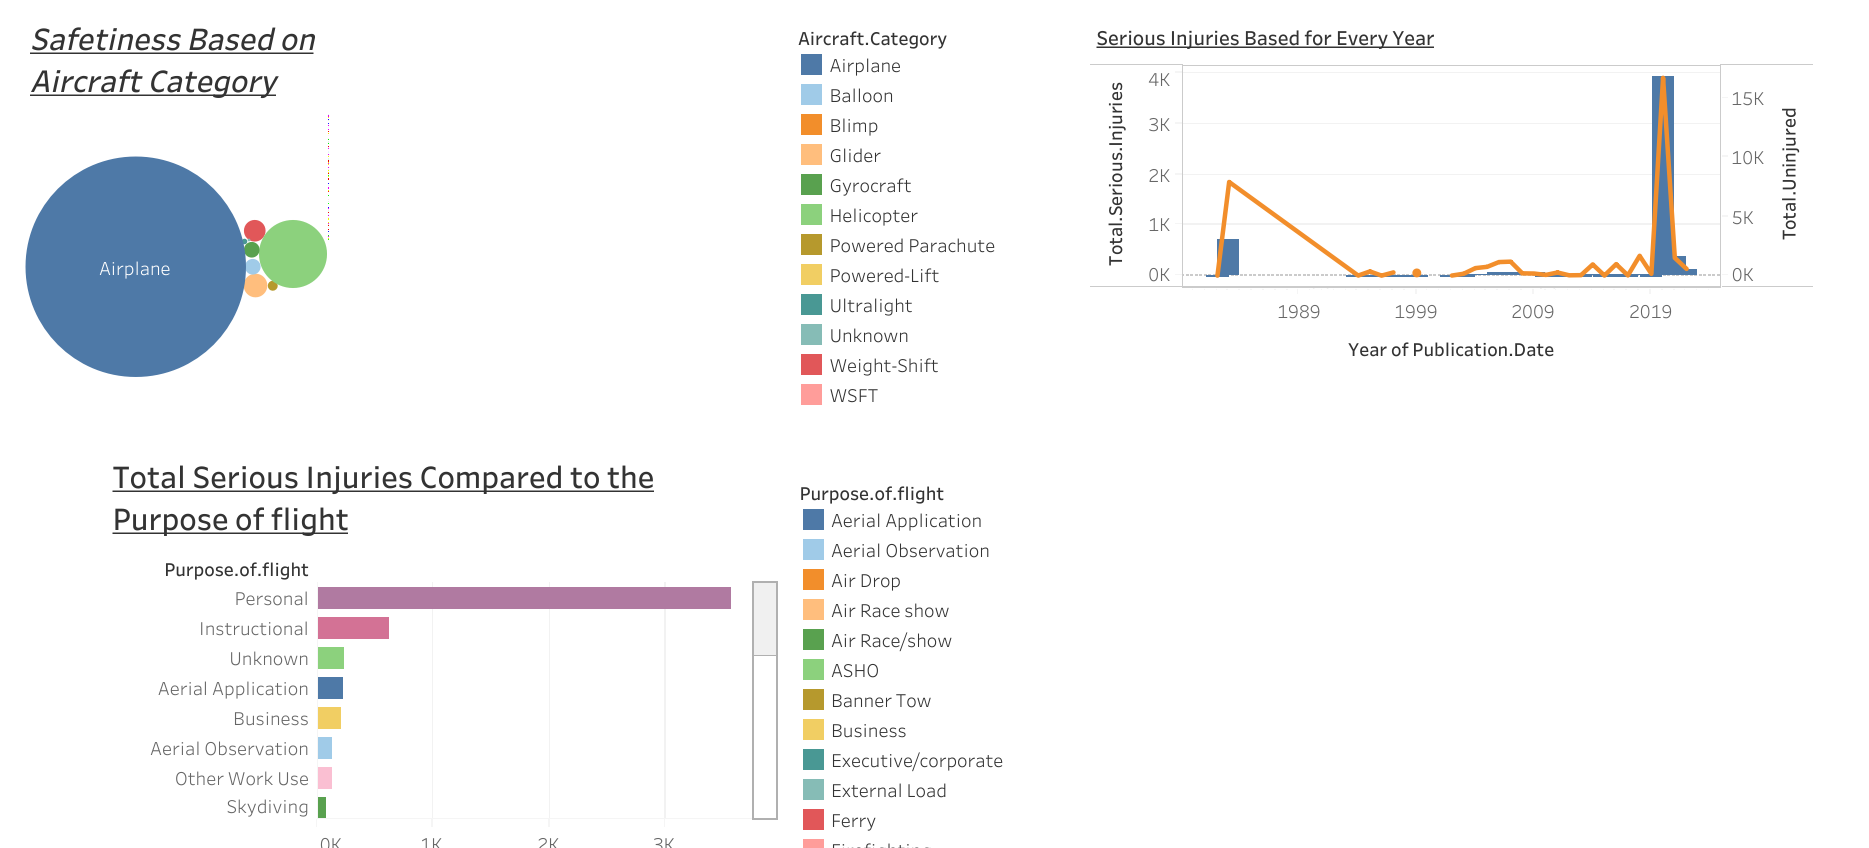 Safetiness Based on
Aircraft Category
Airplane
Aircraft.Category
Airplane
Balloon
Blimp
Glider
Gyrocraft
Helicopter
Powered Parachute
Powered-Lift
Ultralight
Unknown
Weight-Shift
WSFT
Serious Injuries Based for Every Year
Total.Serious.Injuries
4K
3K
2K
1K
0K
15K
10K
5K
0K
Total.Uninjured
1989
1999
2009
2019
Year of Publication.Date
Total Serious Injuries Compared to the
Purpose of flight
Purpose.of.flight
Personal
Instructional
Unknown
Aerial Application
Business
Aerial Observation
Other Work Use
Skydiving
0K
1K
2K
3K
Purpose.of.flight
Aerial Application
Aerial Observation
Air Drop
Air Race show
Air Race/show
ASHO
Banner Tow
Business
Executive/corporate
External Load
Ferry
Firefighting